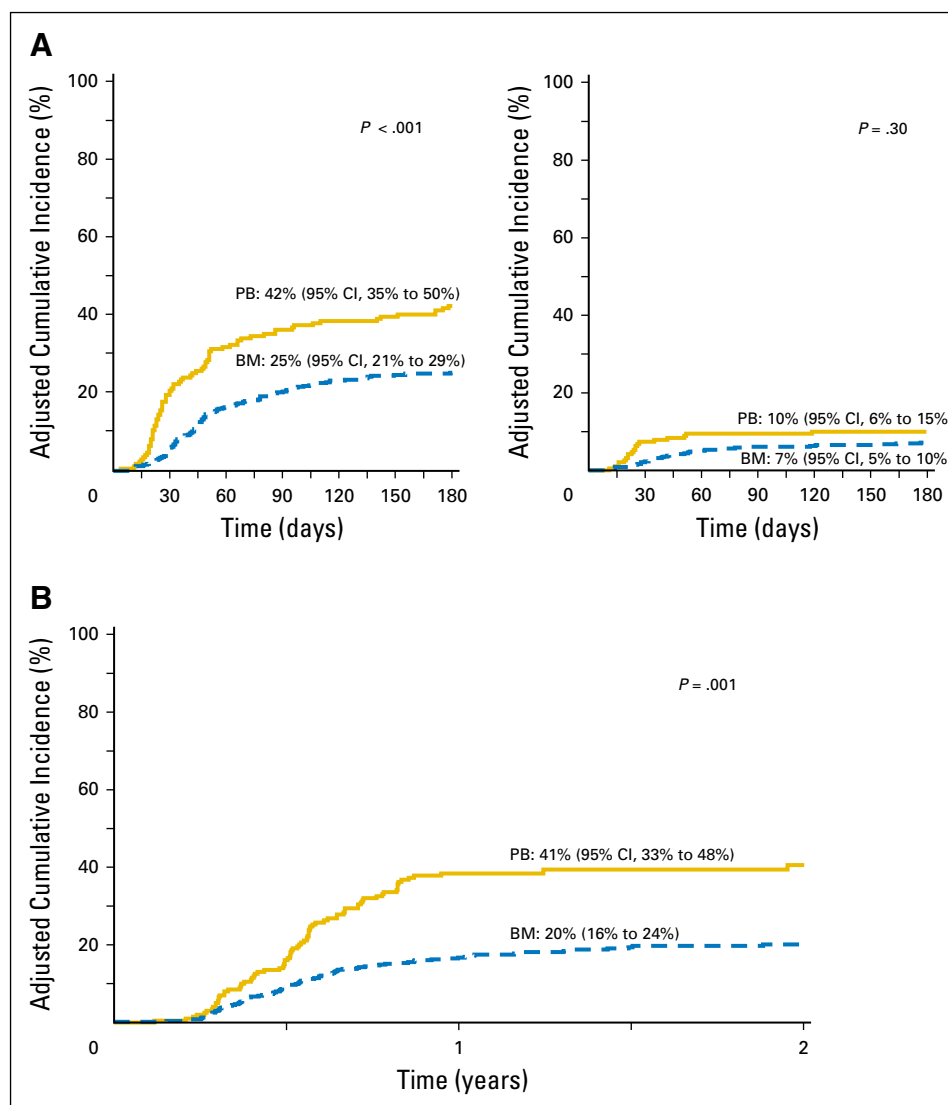 A
Adjusted Cumulative Incidence (%)
100
80
60
40
20
0
P < .001
PB: 42% (95% CI, 35% to 50%)
BM: 25% (95% CI, 21% to 29%)
30 60 90 120 150 180
Time (days)
Adjusted Cumulative Incidence (%)
100
80
60
40
20
0
P = .30
PB: 10% (95% CI, 6% to 15%
BM: 7% (95% CI, 5% to 10%
30 60 90 120 150 180
Time (days)
B
Adjusted Cumulative Incidence (%)
100
80
60
40
20
0
P = .001
PB: 41% (95% CI, 33% to 48%)
BM: 20% (16% to 24%)
1 2
Time (years)